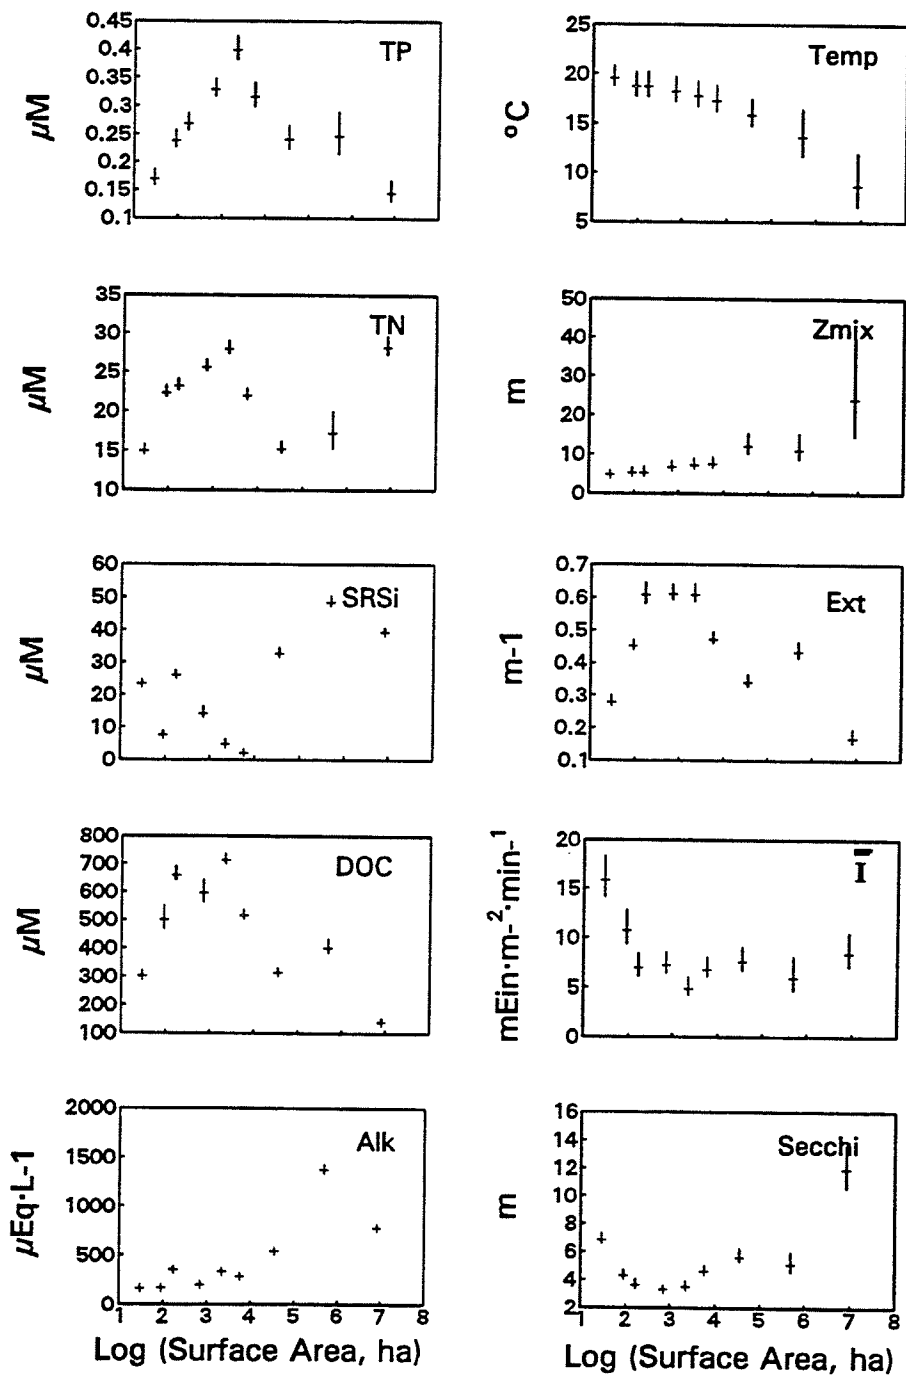 0.45
0.4
0.35
0.3
0.25
0.2
0.15
0.1
µM
TP
25
20
15
10
5
ºC
Temp
35
30
25
20
15
10
µM
TN
50
40
30
20
10
0
m
Zmix
60
50
40
30
20
10
0
µM
SRSi
0.7
0.6
0.5
0.4
0.3
0.2
0.1
m-1
Ext
800
700
600
500
400
300
200
100
µM
DOC
20
15
10
5
0
mEin·m-²·min-¹
I
2000
1500
1000
500
0
µEq·L-1
Alk
1 2 3 4 5 6 7 8
Log (Surface Area, ha)
16
14
12
10
8
6
4
2
m
Secchi
1 2 3 4 5 6 7 8
Log (Surface Area, ha)